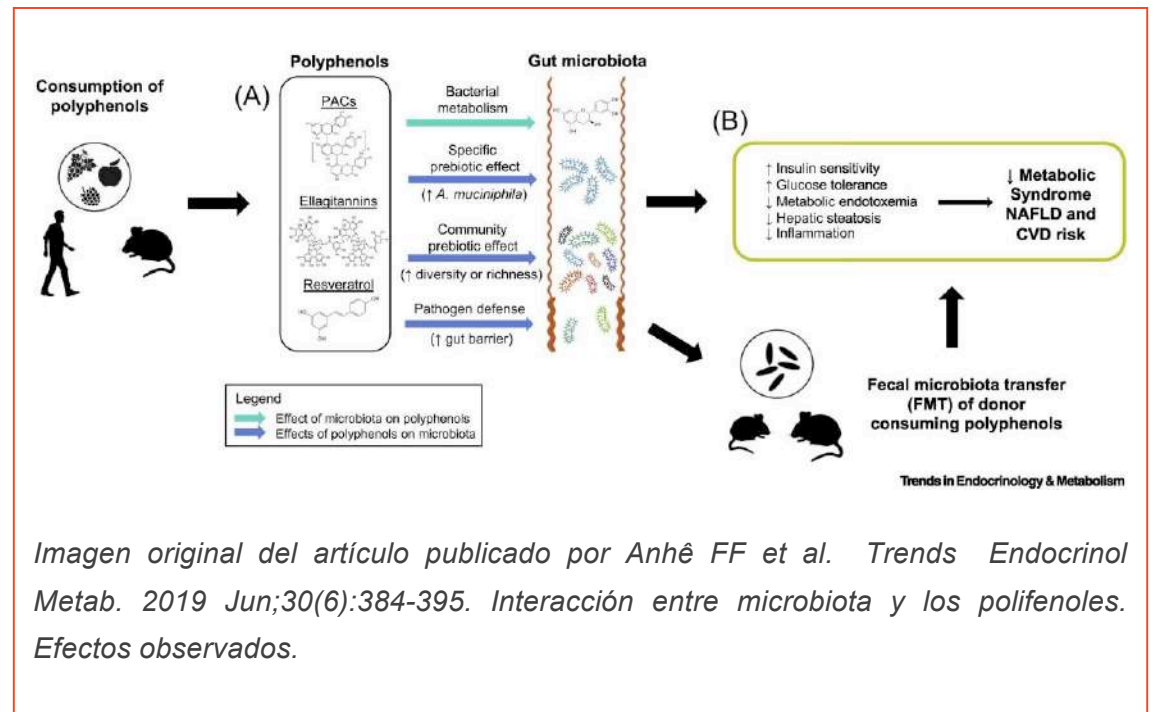 Consumption of
polyphenols
(A)
Polyphenols
PACs
Ellagitannins
Resveratrol
Bacterial
metabolism
Specific
prebiotic effect
(↑ A. muciniphila)
Community
prebiotic effect
(↑ diversity or richness)
Pathogen defense
(↑ gut barrier)
Gut microbiota
(B)
↑ Insulin sensitivity
↑ Glucose tolerance
↓ Metabolic endotoxemia
↓ Hepatic steatosis
↓ Inflammation
↓ Metabolic
Syndrome
NAFLD and
CVD risk
Legend
Effect of microbiota on polyphenols
Effects of polyphenols on microbiota
Fecal microbiota transfer
(FMT) of donor
consuming polyphenols
Trends in Endocrinology & Metabolism
Imagen original del artículo publicado por Anhê FF et al. Trends Endocrinol
Metab. 2019 Jun;30(6):384-395. Interacción entre microbiota y los polifenoles.
Efectos observados.